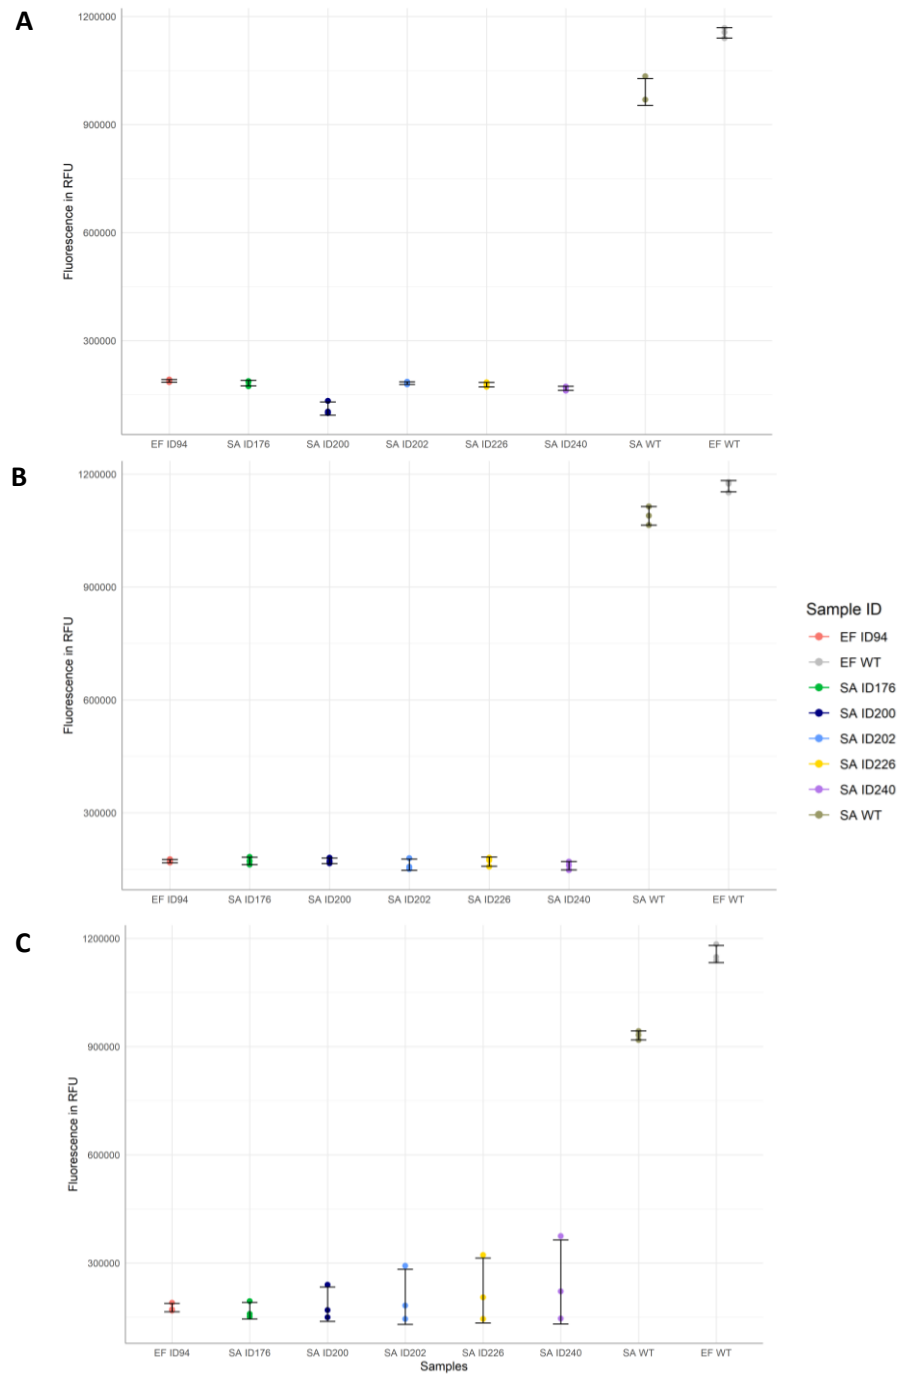 A
1200000
900000
600000
300000
Fluorescence in RFU
EF ID94 SA ID176 SA ID200 SA ID202 SA ID226 SA ID240 SA WT EF WT
B
1200000
900000
600000
300000
Fluorescence in RFU
EF ID94 SA ID176 SA ID200 SA ID202 SA ID226 SA ID240 SA WT EF WT
Sample ID
EF ID94
EF WT
SA ID176
SA ID200
SA ID202
SA ID226
SA ID240
SA WT
C
1200000
900000
600000
300000
Fluorescence in RFU
EF ID94 SA ID176 SA ID200 SA ID202 SA ID226 SA ID240 SA WT EF WT
Samples